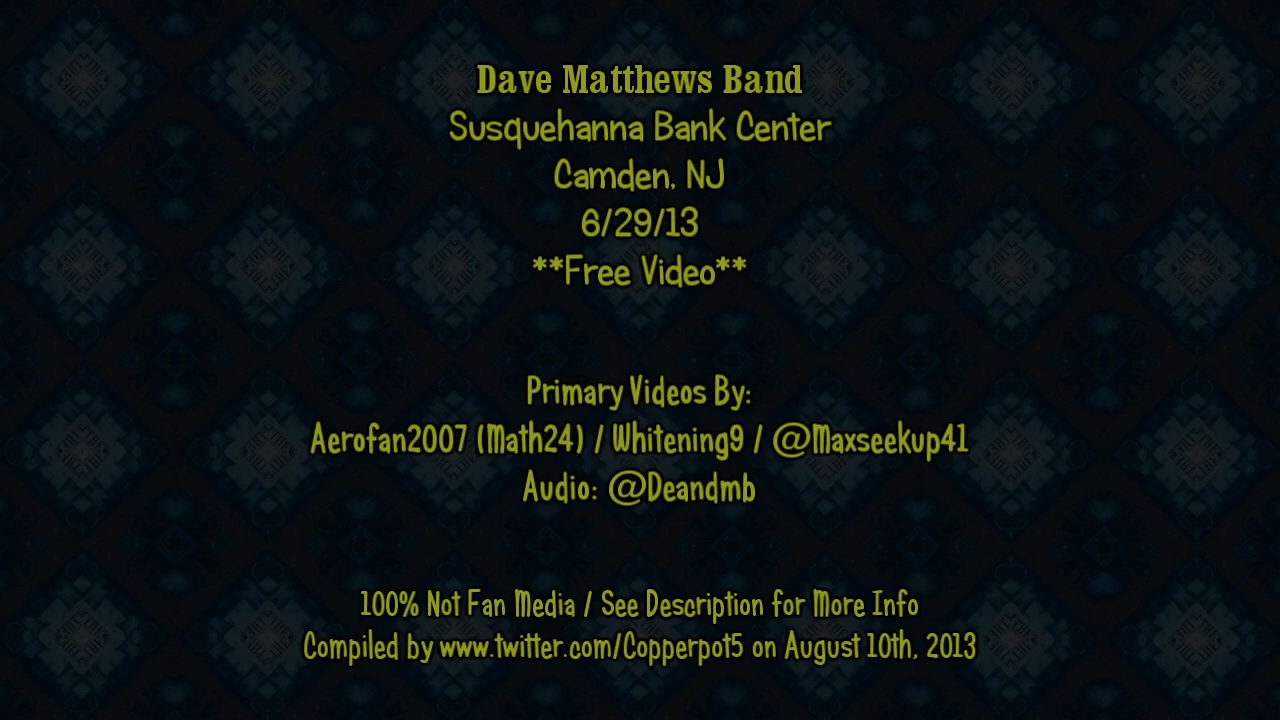 Dave Matthews Band
Susquehanna Bank Center
Camden, NJ
6/29/13
**Free Video**
Primary Videos By:
Aerofan2007 (Math24) / Whitening9 / @Maxseekup41
Audio: @Deandmb
100% Not Fan Media / See Description for More Info
Compiled by www.twitter.com/Copperpot5 on August 10th, 2013